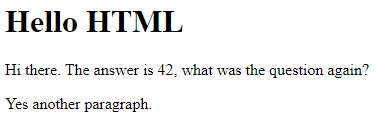 Hello HTML
Hi there. The answer is 42, what was the question again?
Yes another paragraph.